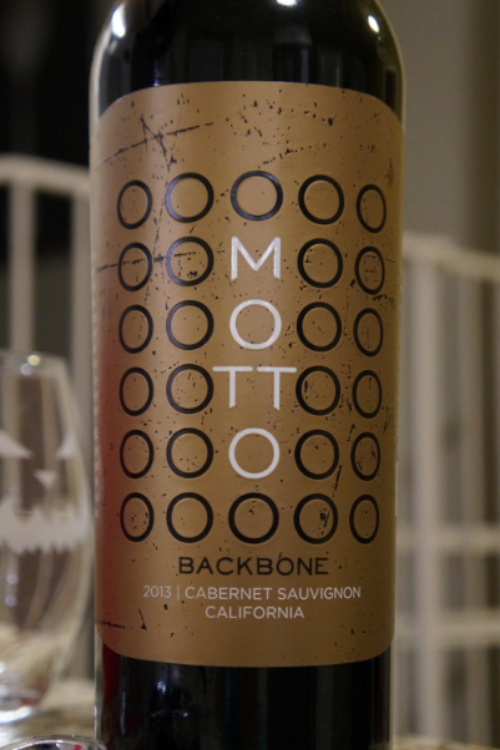 M
O
TT
O
BACKBONE
2013 | CABERNET SAUVIGNON
CALIFORNIA